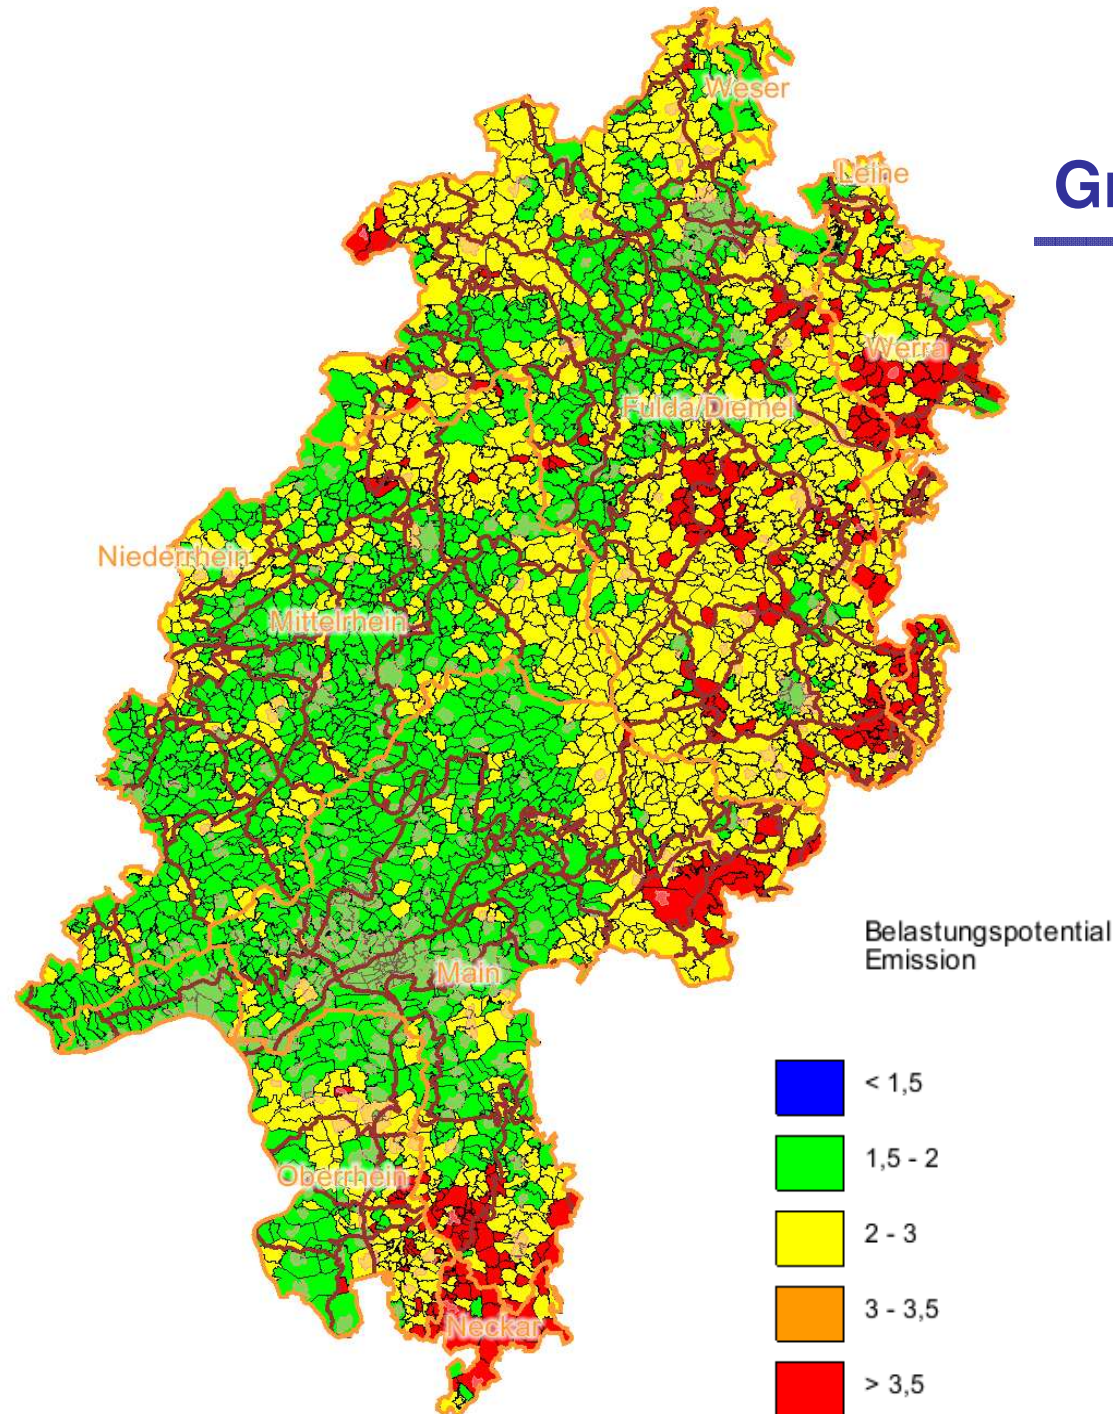 Weser
Leine
Gr
Werra
Fulda/Diemel
Niederrhein
Mittelrhein
Belastungspotential
Emission
Main
< 1,5
1,5 - 2
Oberrhein
2 - 3
3 - 3,5
Neckar
> 3,5